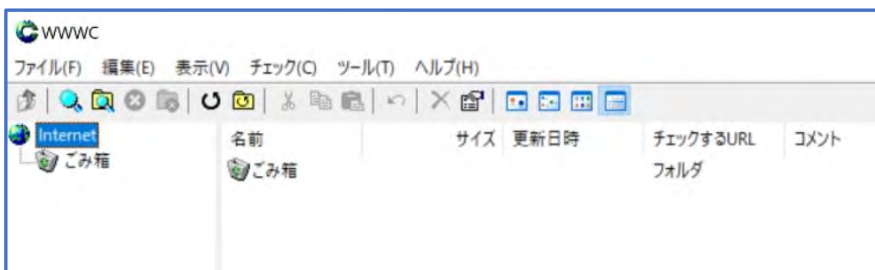 WWWC
ファイル(F) 編集(E) 表示(V) チェック(C) ツール(T) ヘルプ(H)
Internet
ごみ箱
名前 サイズ 更新日時 チェックするURL コメント
ごみ箱 フォルダ